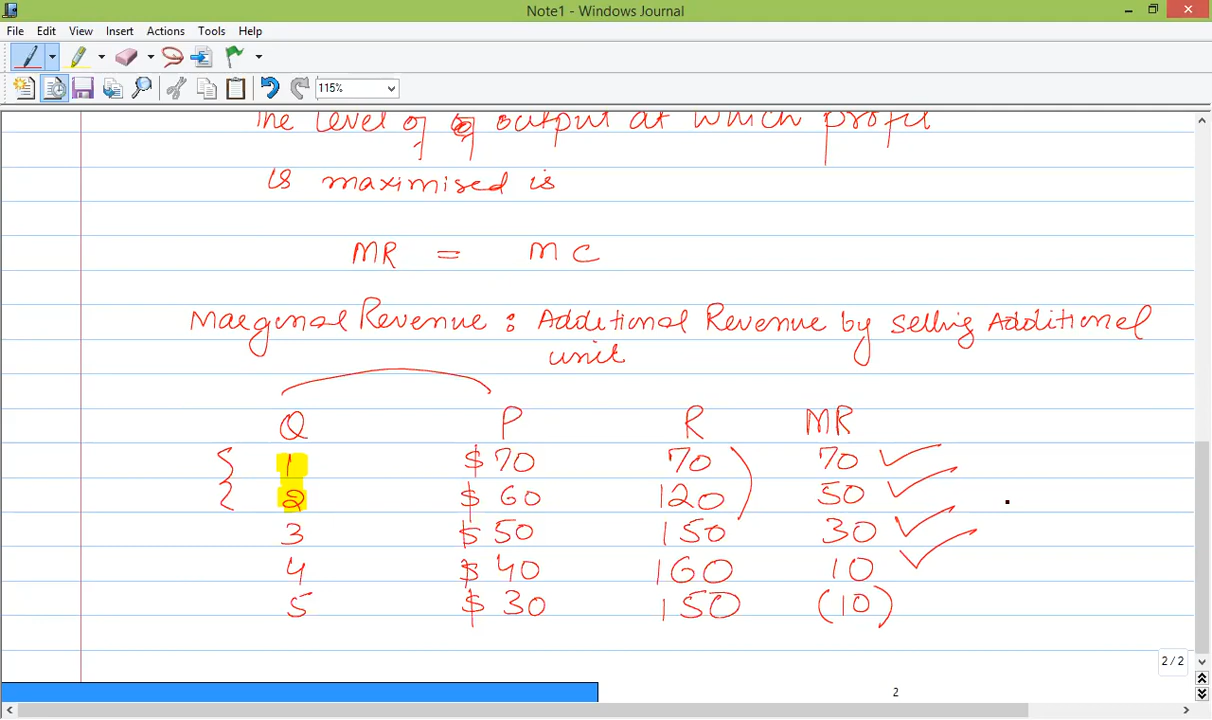 Note1 - Windows Journal
File Edit View Insert Actions Tools Help
115%
The level of of output at which profit
is maximised is
MR = MC
Marginal Revenue : Additional Revenue by selling Additional
unit
Q P R MR
1 $70 70 70
2 $ 60 120 50
3 $ 50 150 30
4 $ 40 160 10
5 $ 30 150 (10)
2 / 2
2